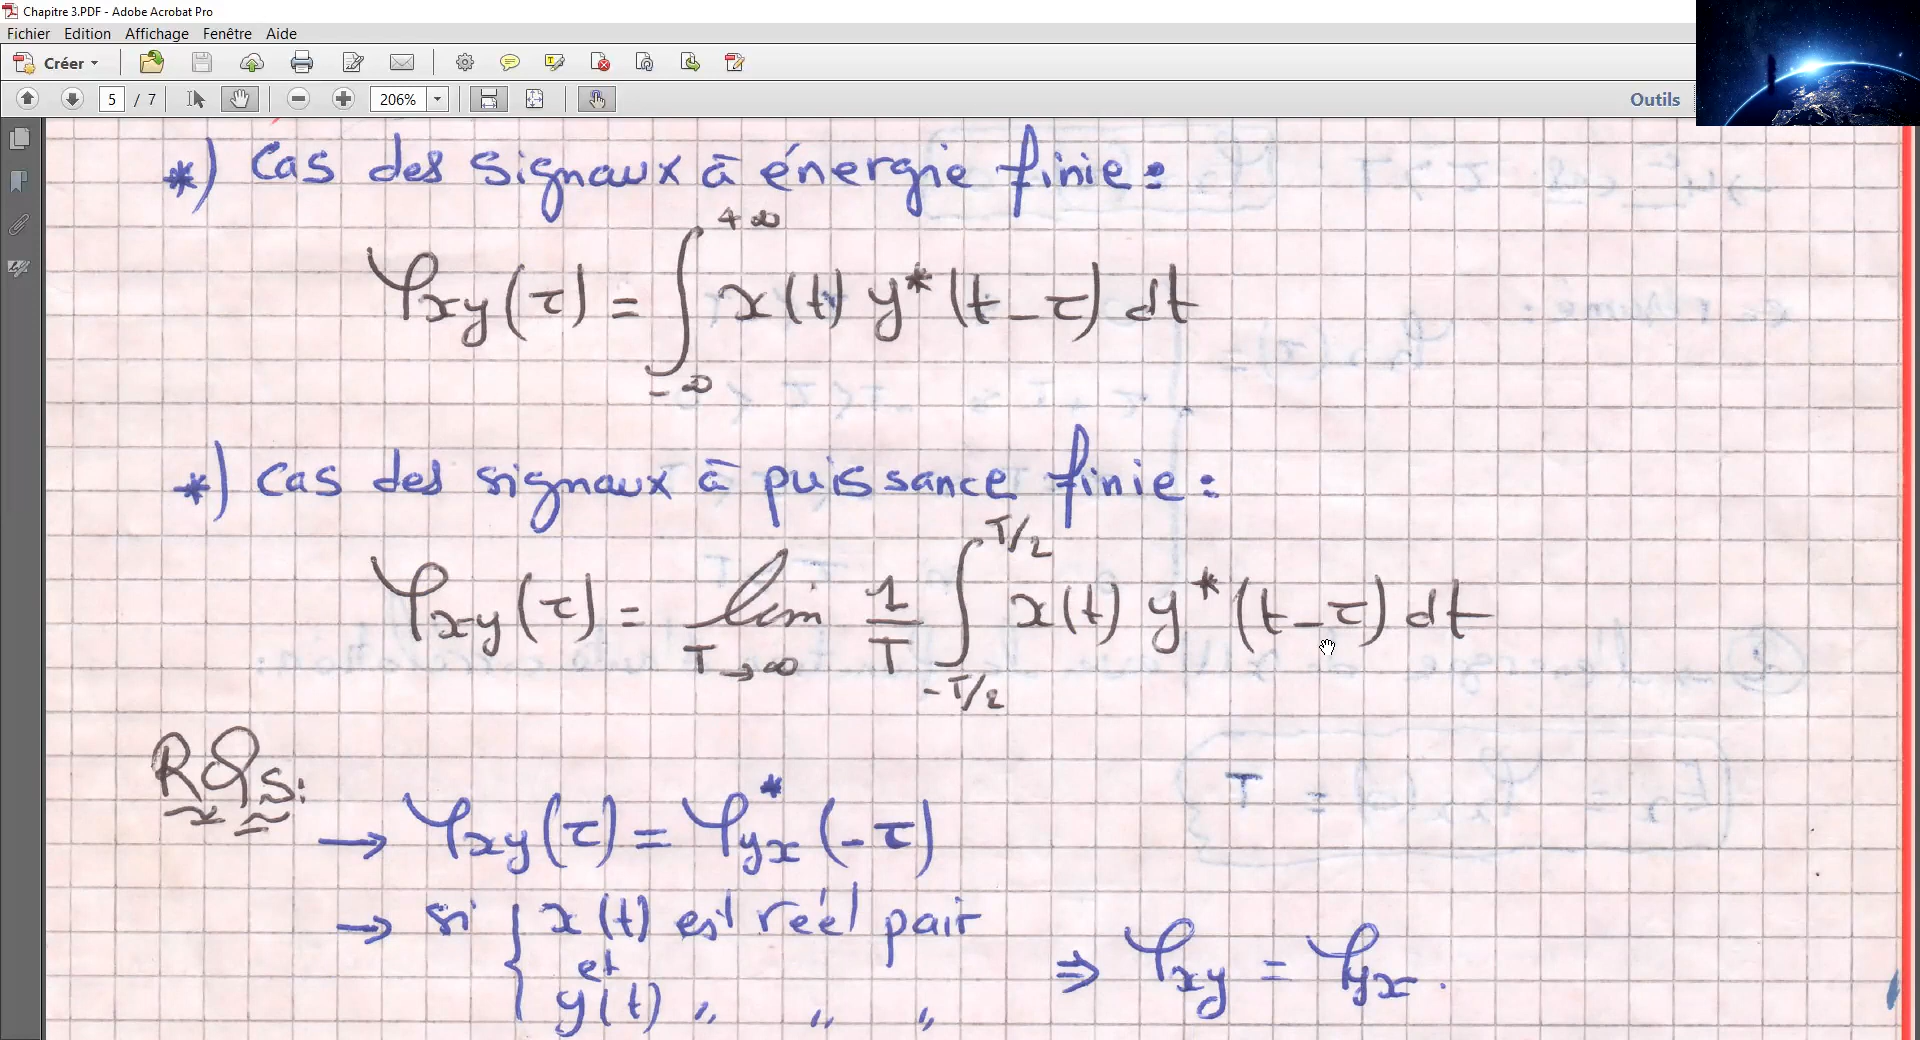 Chapitre 3.PDF - Adobe Acrobat Pro
Fichier Edition Affichage Fenêtre Aide
Créer
5 / 7 206% Outils
*) Cas des signaux à énergie finie :
φxy(τ) = ∫_{-∞}^{+∞} x(t) y*(t-τ) dt
*) Cas des signaux à puissance finie :
φxy(τ) = lim_{T→∞} 1/T ∫_{-T/2}^{T/2} x(t) y*(t-τ) dt
RQs:
→ φxy(τ) = φ*yx(-τ)
→ si { x(t) est réel pair
et
y(t) " " "
⇒ φxy = φyx.